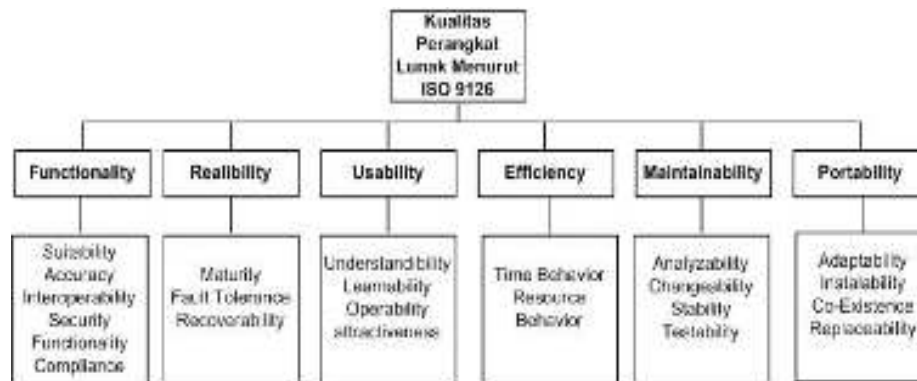 Kualitas
Perangkat
Lunak Menurut
ISO 9126
Functionality
Realibility
Usability
Efficiency
Maintainability
Portability
Suitability
Accuracy
Interoperability
Security
Functionality
Compliance
Maturity
Fault Tolerance
Recoverability
Understandibility
Learnability
Operability
attractiveness
Time Behavior
Resource
Behavior
Analyzability
Changeability
Stability
Testability
Adaptability
Instalability
Co-Existence
Replaceability